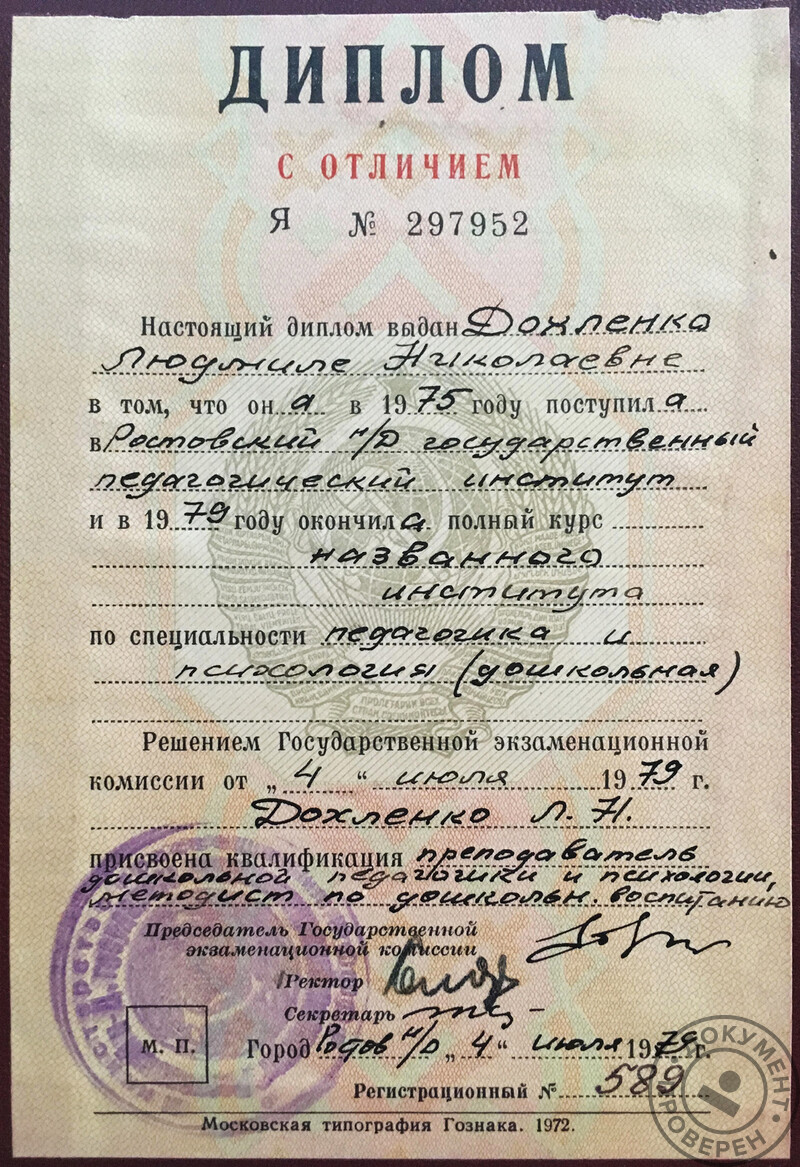 ДИПЛОМ
С ОТЛИЧИЕМ
Я № 297952
Настоящий диплом выдан Дохленко
Людмиле Николаевне
в том, что он а в 1975 году поступил а
в Ростовский н/Д государственный
педагогический институт
и в 1979 году окончил а полный курс
названного
института
по специальности педагогика и
психология (дошкольная)
Решением Государственной экзаменационной
комиссии от „4“ июля 1979 г.
Дохленко Л. Н.
присвоена квалификация преподаватель
дошкольной педагогики и психологии,
методист по дошкольн. воспитанию
Председатель Государственной
экзаменационной комиссии
Ректор
Секретарь
М. П.
Город Ростов н/Д „4“ июля 1979 г.
Регистрационный № 589
Московская типография Гознака. 1972.
ДОКУМЕНТ
ПРОВЕРЕН